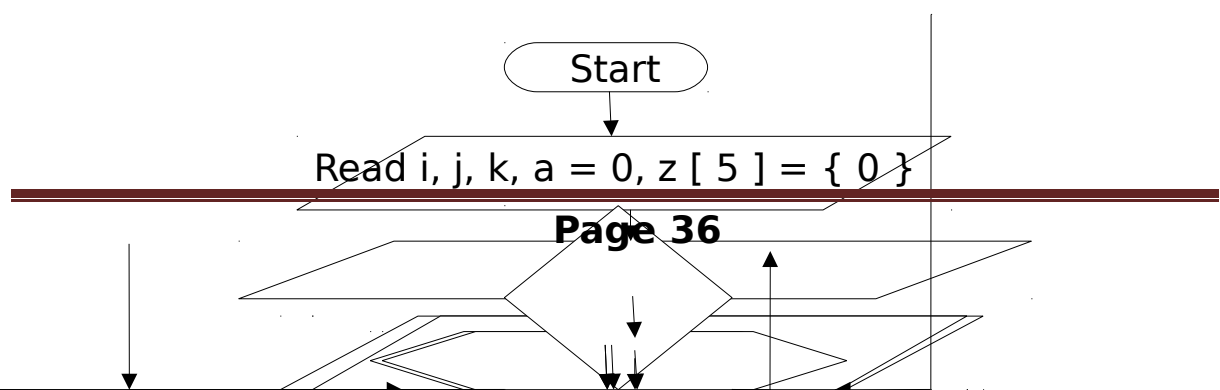 Start
Read i, j, k, a = 0, z [ 5 ] = { 0 }
Page 36